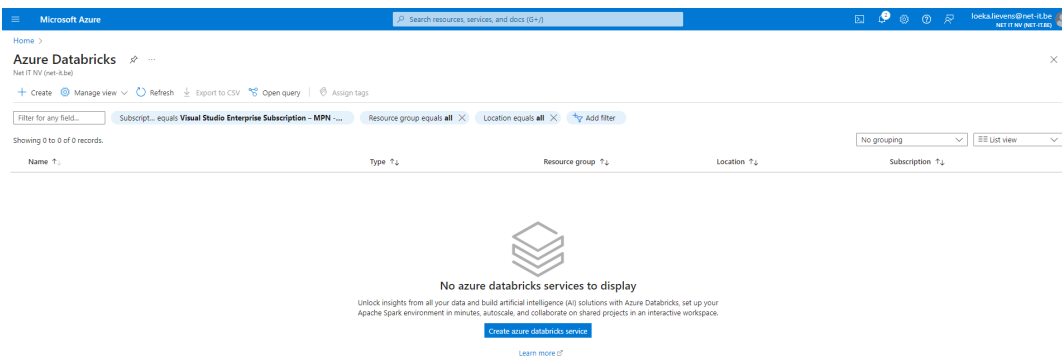 Microsoft Azure
Search resources, services, and docs (G+/)
2
loeka.lievens@net-it.be
NET IT NV (NET-IT.BE)
Home >
Azure Databricks
Net IT NV (net-it.be)
Create Manage view Refresh Export to CSV Open query Assign tags
Filter for any field... Subscript... equals Visual Studio Enterprise Subscription – MPN -... Resource group equals all Location equals all Add filter
Showing 0 to 0 of 0 records.
No grouping List view
Name Type Resource group Location Subscription
No azure databricks services to display
Unlock insights from all your data and build artificial intelligence (AI) solutions with Azure Databricks, set up your
Apache Spark environment in minutes, autoscale, and collaborate on shared projects in an interactive workspace.
Create azure databricks service
Learn more